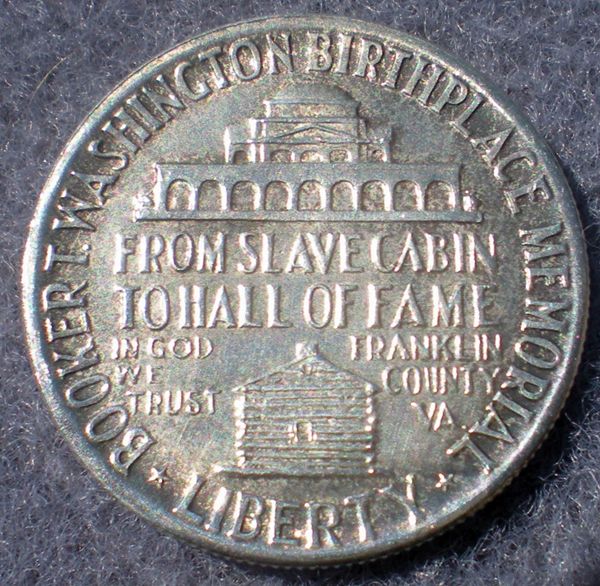 BOOKER T. WASHINGTON BIRTHPLACE MEMORIAL
FROM SLAVE CABIN
TO HALL OF FAME
IN GOD
WE
TRUST
FRANKLIN
COUNTY
VA.
LIBERTY